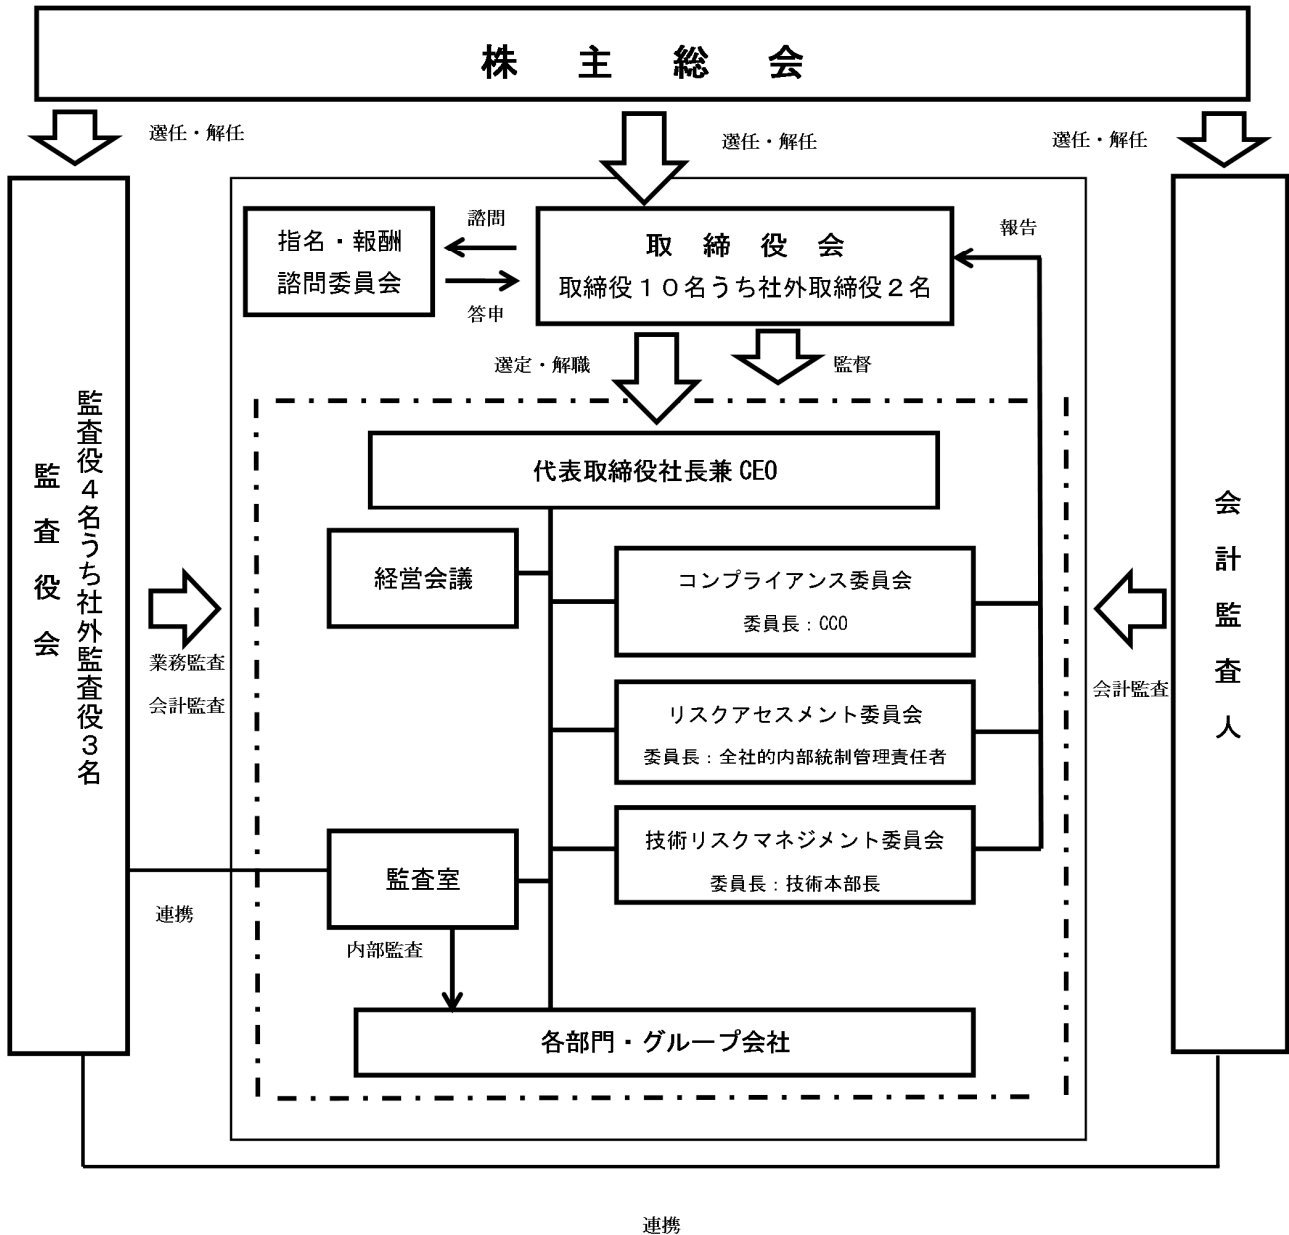 株主総会
選任・解任
選任・解任
選任・解任
指名・報酬
諮問委員会
諮問
答申
取締役会
取締役１０名うち社外取締役２名
報告
選定・解職
監督
監査役会
監査役４名うち社外監査役３名
代表取締役社長兼CEO
経営会議
コンプライアンス委員会
委員長：CCO
リスクアセスメント委員会
委員長：全社的内部統制管理責任者
技術リスクマネジメント委員会
委員長：技術本部長
業務監査
会計監査
会計監査
会計監査人
監査室
連携
内部監査
各部門・グループ会社
連携